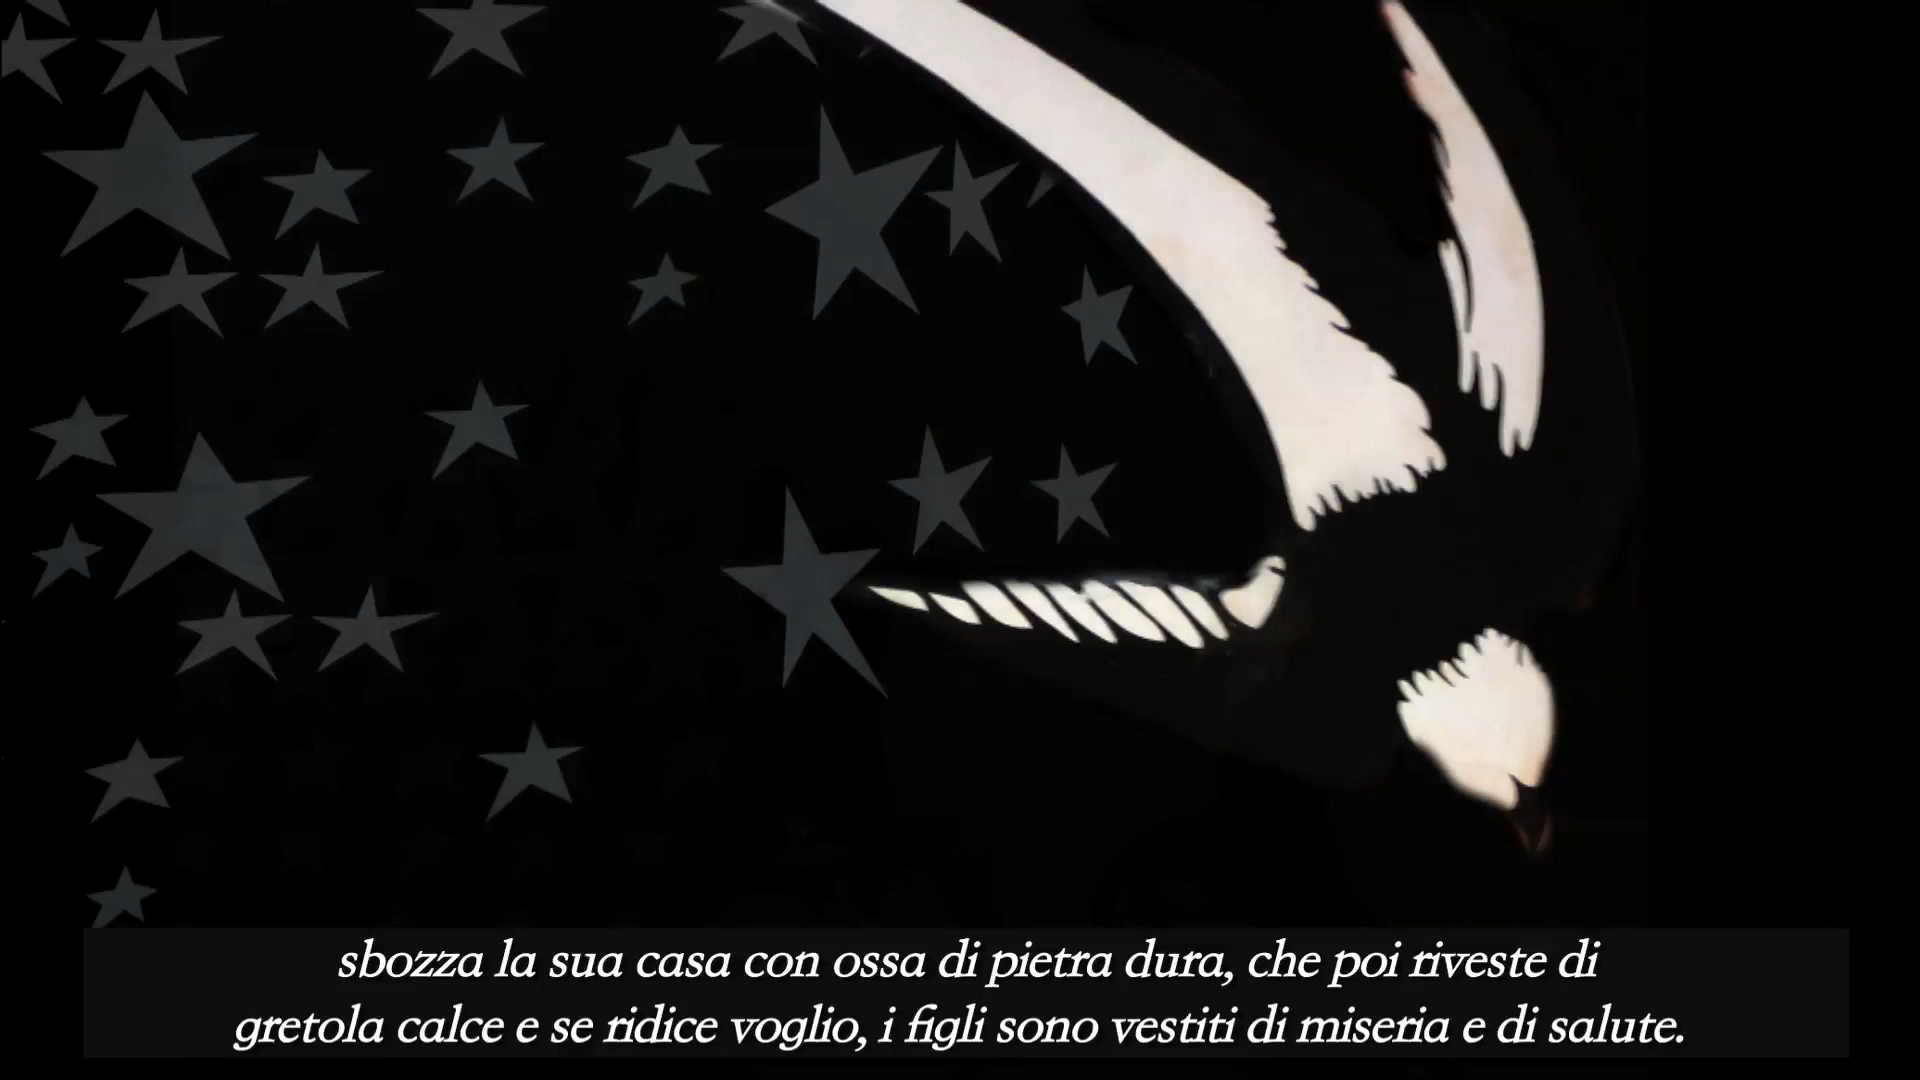 sbozza la sua casa con ossa di pietra dura, che poi riveste di
gretola calce e se ridice voglio, i figli sono vestiti di miseria e di salute.